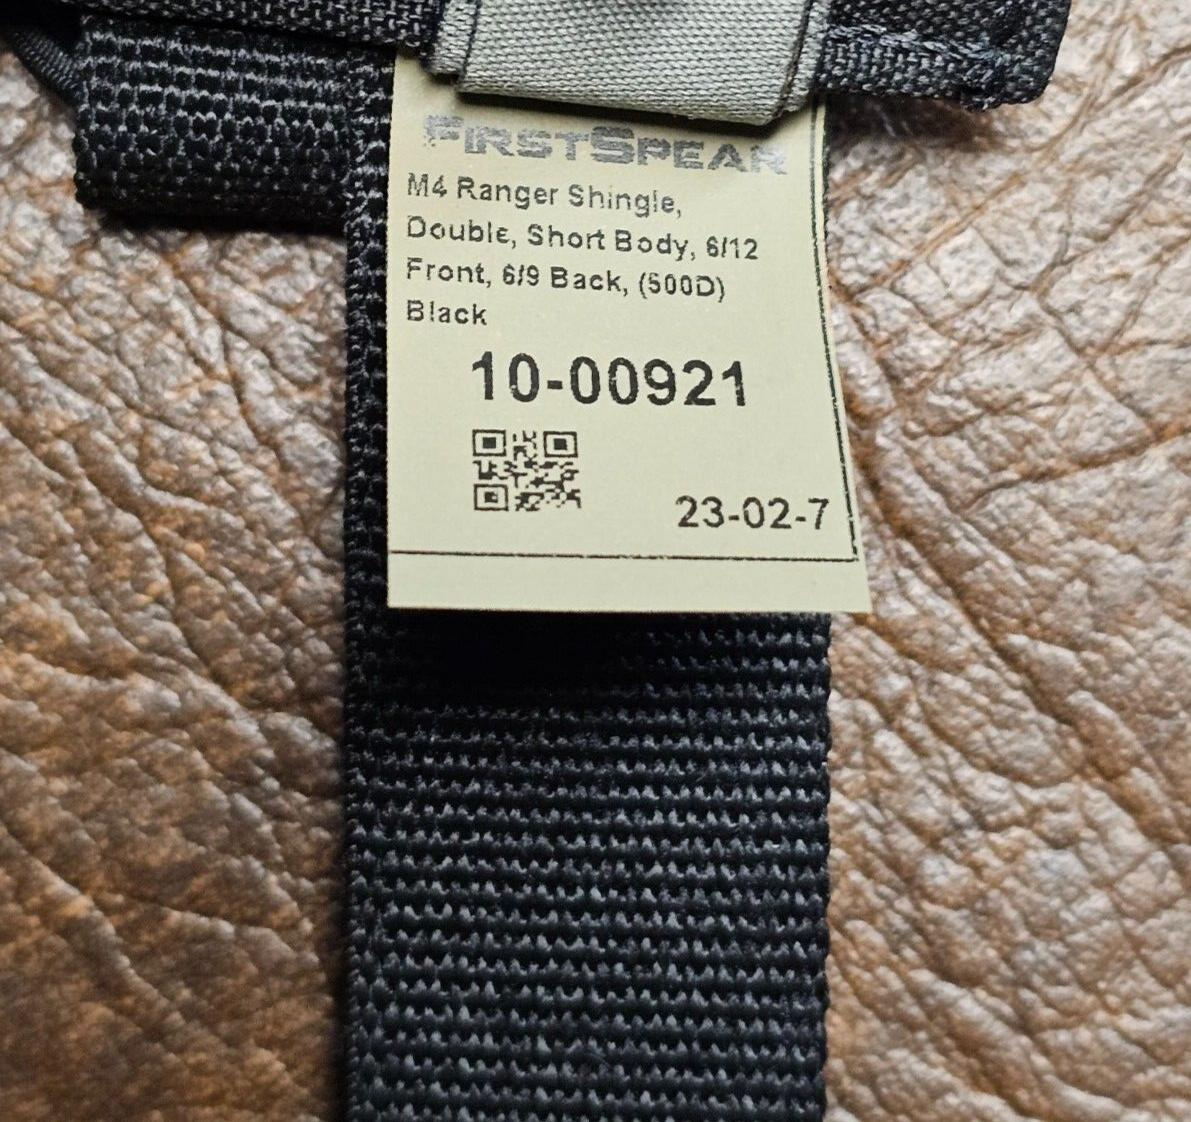 FIRSTSPEAR
M4 Ranger Shingle,
Double, Short Body, 6/12
Front, 6/9 Back, (500D)
Black
10-00921
23-02-7